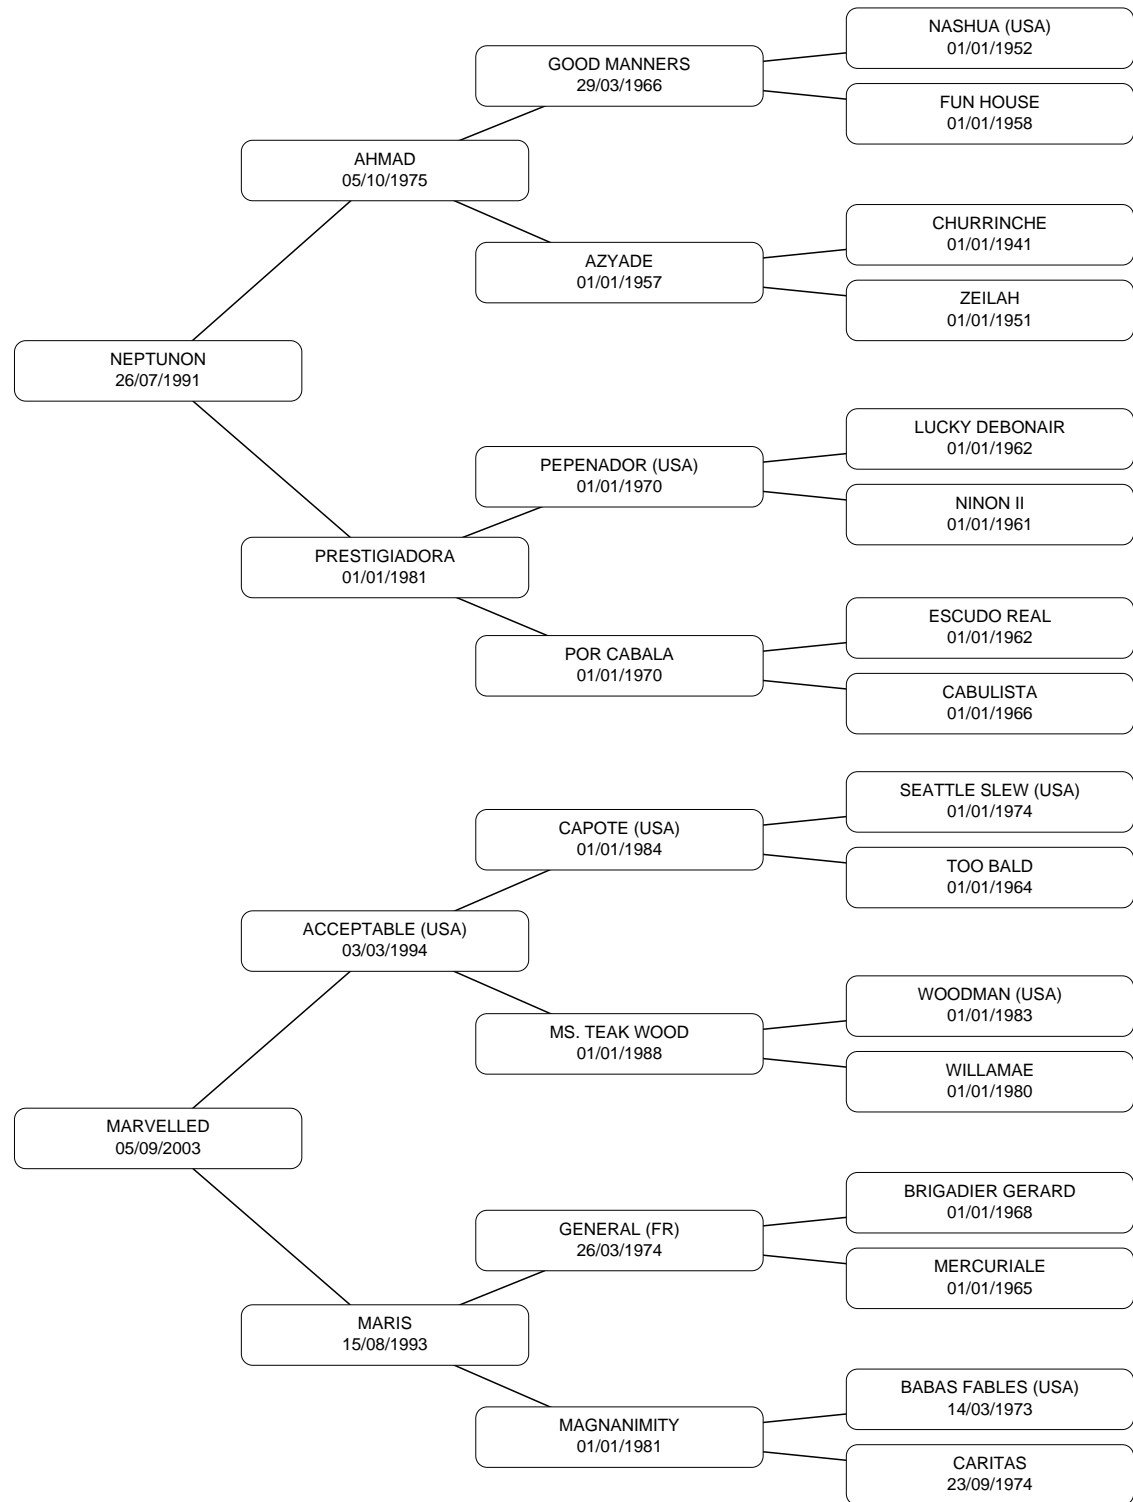 NASHUA (USA)
01/01/1952
GOOD MANNERS
29/03/1966
FUN HOUSE
01/01/1958
AHMAD
05/10/1975
CHURRINCHE
01/01/1941
AZYADE
01/01/1957
ZEILAH
01/01/1951
NEPTUNON
26/07/1991
LUCKY DEBONAIR
01/01/1962
PEPENADOR (USA)
01/01/1970
NINON II
01/01/1961
PRESTIGIADORA
01/01/1981
ESCUDO REAL
01/01/1962
POR CABALA
01/01/1970
CABULISTA
01/01/1966
SEATTLE SLEW (USA)
01/01/1974
CAPOTE (USA)
01/01/1984
TOO BALD
01/01/1964
ACCEPTABLE (USA)
03/03/1994
WOODMAN (USA)
01/01/1983
MS. TEAK WOOD
01/01/1988
WILLAMAE
01/01/1980
MARVELLED
05/09/2003
BRIGADIER GERARD
01/01/1968
GENERAL (FR)
26/03/1974
MERCURIALE
01/01/1965
MARIS
15/08/1993
BABAS FABLES (USA)
14/03/1973
MAGNANIMITY
01/01/1981
CARITAS
23/09/1974